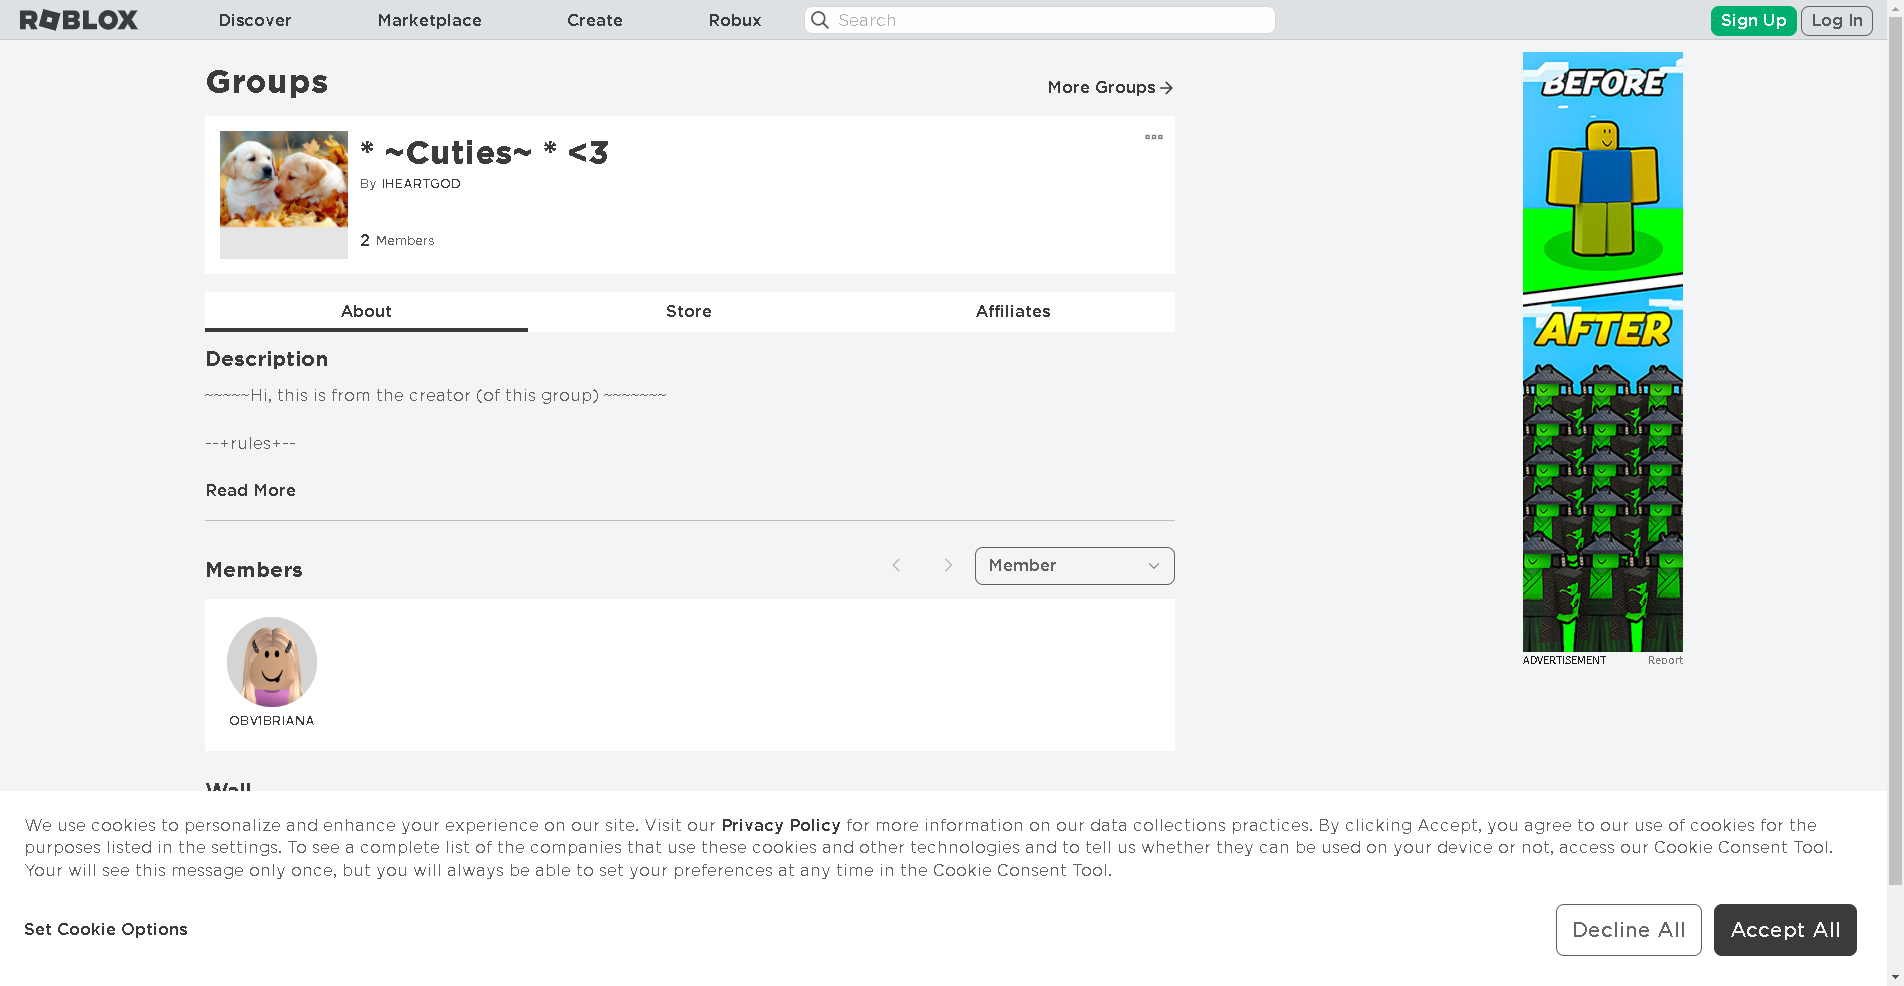 ROBLOX
Discover
Marketplace
Create
Robux
Search
Sign Up
Log In
Groups
More Groups
* ~Cuties~ * <3
By IHEARTGOD
2 Members
About
Store
Affiliates
Description
~~~~~Hi, this is from the creator (of this group) ~~~~~~~
--+rules+--
Read More
Members
Member
OBV1BRIANA
Wall
BEFORE
AFTER
ADVERTISEMENT
Report
We use cookies to personalize and enhance your experience on our site. Visit our Privacy Policy for more information on our data collections practices. By clicking Accept, you agree to our use of cookies for the
purposes listed in the settings. To see a complete list of the companies that use these cookies and other technologies and to tell us whether they can be used on your device or not, access our Cookie Consent Tool.
Your will see this message only once, but you will always be able to set your preferences at any time in the Cookie Consent Tool.
Set Cookie Options
Decline All
Accept All